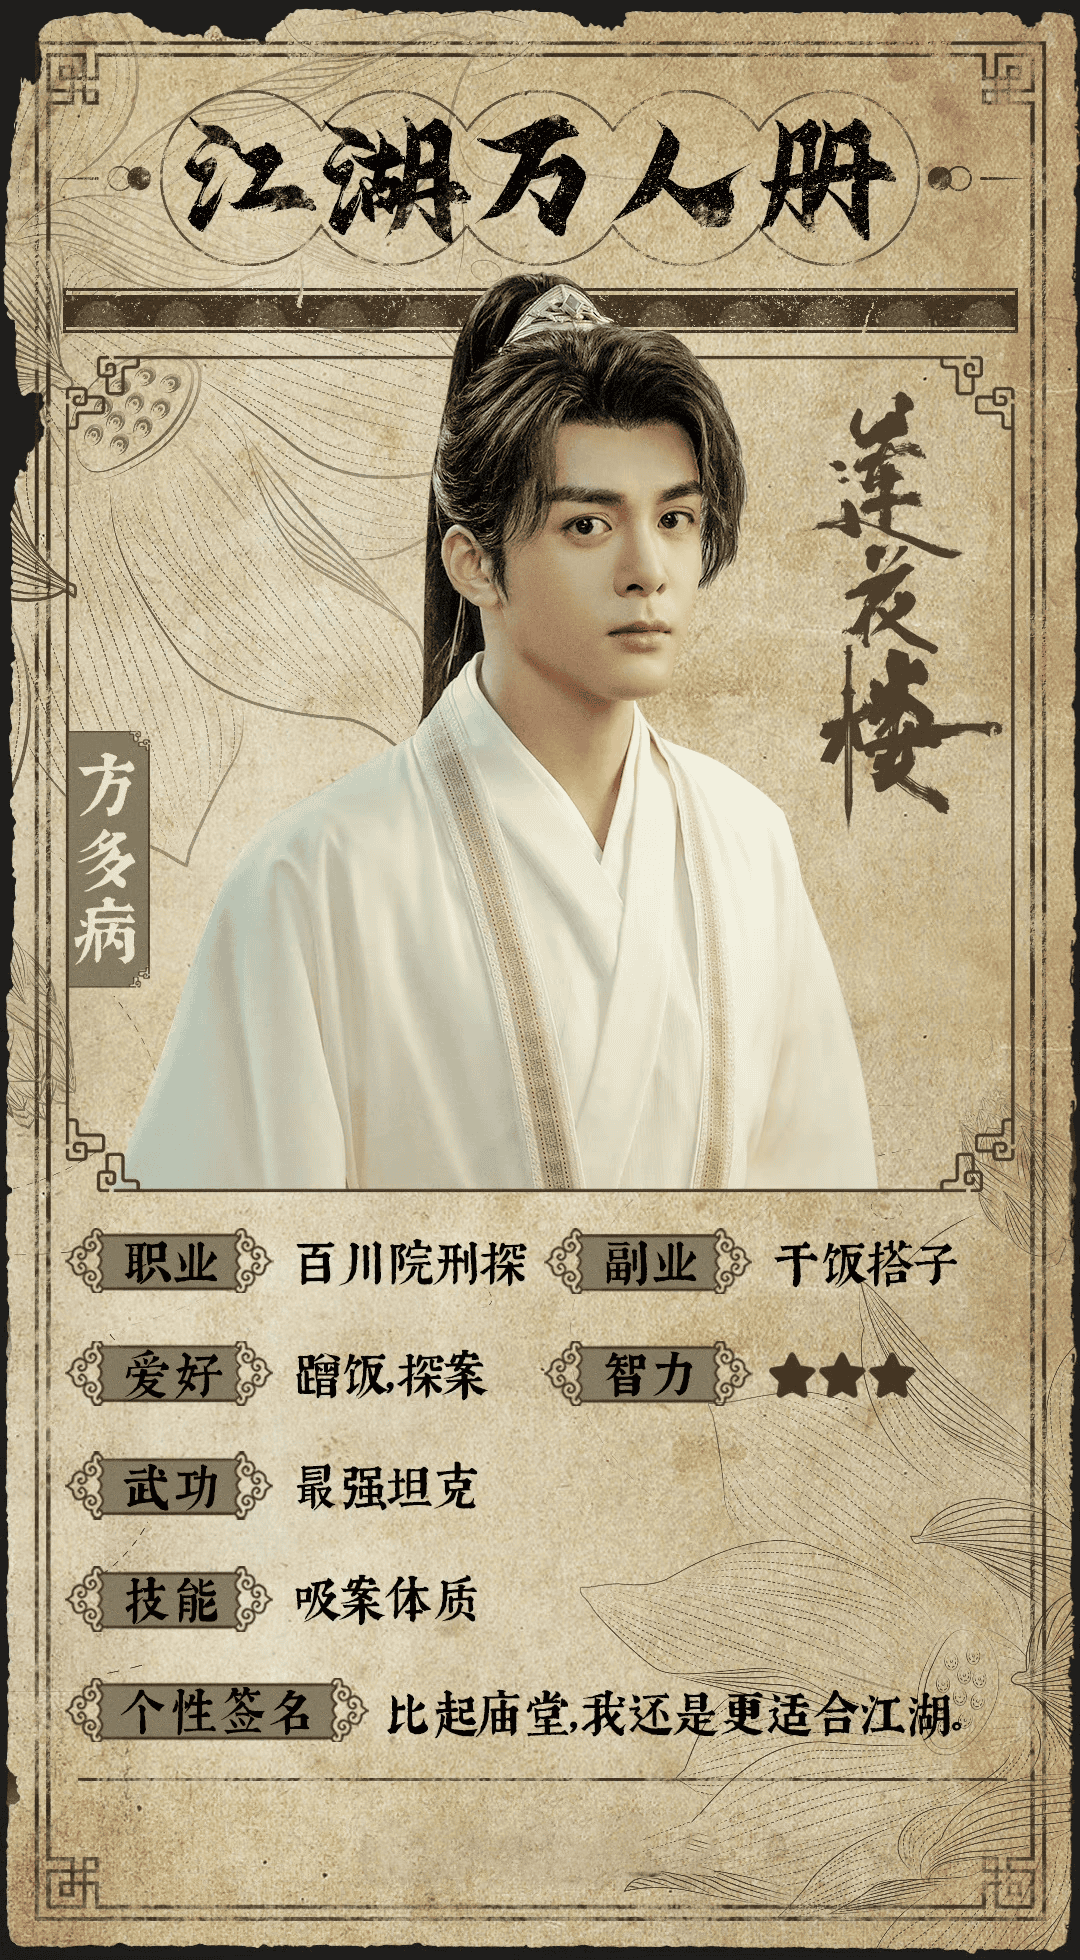 江湖万人册
莲花楼
方多病
职业 百川院刑探 副业 干饭搭子
爱好 蹭饭,探案 智力 ★★★
武功 最强坦克
技能 吸案体质
个性签名 比起庙堂,我还是更适合江湖。